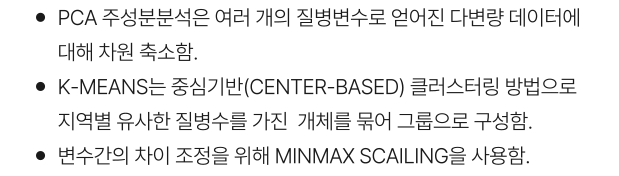 ● PCA 주성분분석은 여러 개의 질병변수로 얻어진 다변량 데이터에
대해 차원 축소함.
● K-MEANS는 중심기반(CENTER-BASED) 클러스터링 방법으로
지역별 유사한 질병수를 가진 개체를 묶어 그룹으로 구성함.
● 변수간의 차이 조정을 위해 MINMAX SCAILING을 사용함.